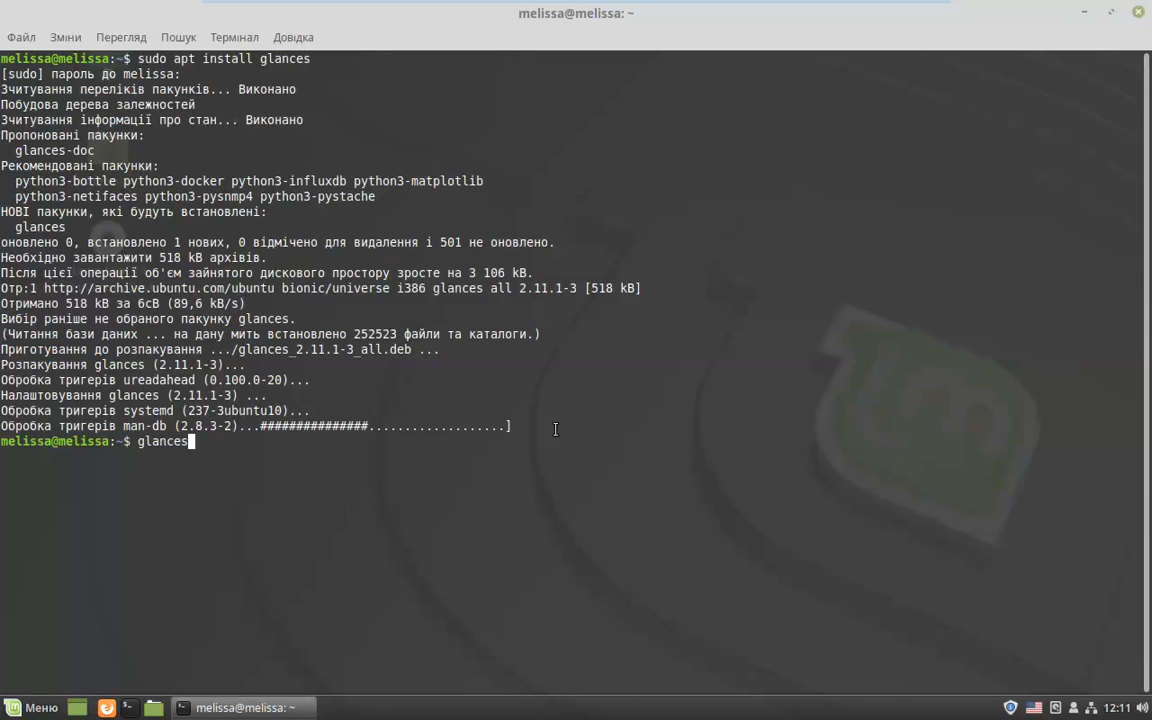 melissa@melissa: ~
Файл Зміни Перегляд Пошук Термінал Довідка
melissa@melissa:~$ sudo apt install glances
[sudo] пароль до melissa:
Зчитування переліків пакунків... Виконано
Побудова дерева залежностей
Зчитування інформації про стан... Виконано
Пропоновані пакунки:
glances-doc
Рекомендовані пакунки:
python3-bottle python3-docker python3-influxdb python3-matplotlib
python3-netifaces python3-pysnmp4 python3-pystache
НОВІ пакунки, які будуть встановлені:
glances
оновлено 0, встановлено 1 нових, 0 відмічено для видалення і 501 не оновлено.
Необхідно завантажити 518 kB архівів.
Після цієї операції об'єм зайнятого дискового простору зросте на 3 106 kB.
Отр:1 http://archive.ubuntu.com/ubuntu bionic/universe i386 glances all 2.11.1-3 [518 kB]
Отримано 518 kB за 6сВ (89,6 kB/s)
Вибір раніше не обраного пакунку glances.
(Читання бази даних ... на дану мить встановлено 252523 файли та каталоги.)
Приготування до розпакування .../glances_2.11.1-3_all.deb ...
Розпакування glances (2.11.1-3)...
Обробка тригерів ureadahead (0.100.0-20)...
Налаштовування glances (2.11.1-3) ...
Обробка тригерів systemd (237-3ubuntu10)...
Обробка тригерів man-db (2.8.3-2)...###############...................]
melissa@melissa:~$ glances
Меню melissa@melissa: ~ 12:11